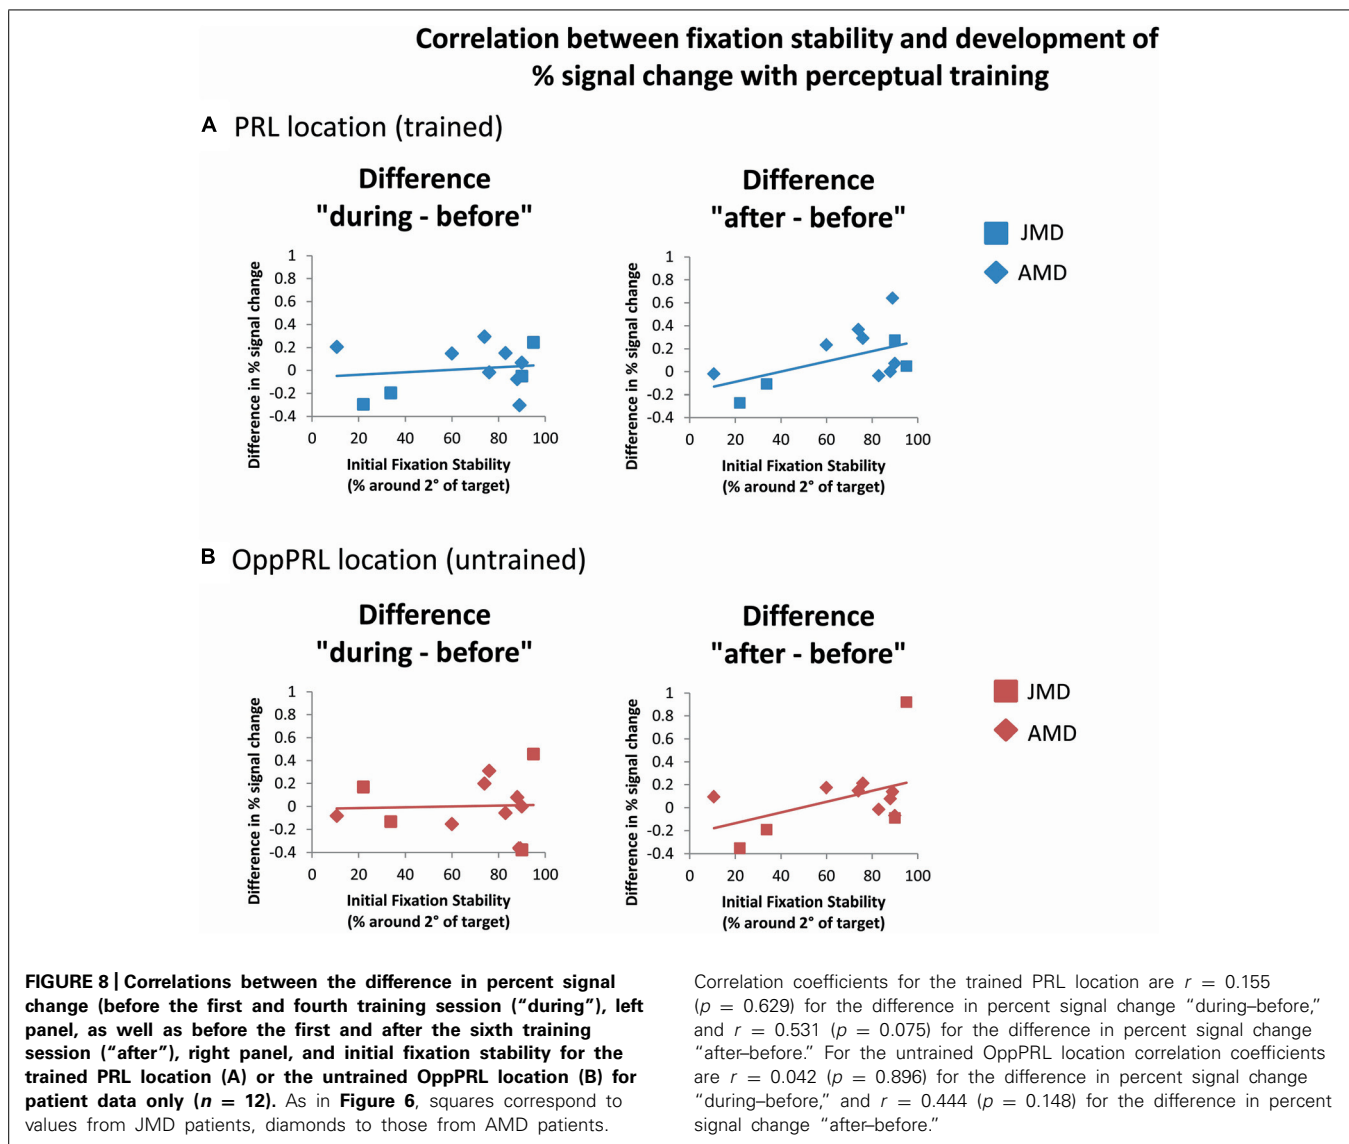 Correlation between fixation stability and development of
% signal change with perceptual training
A PRL location (trained)
Difference
"during - before"
Difference
"after - before"
JMD
AMD
Difference in % signal change
1
0.8
0.6
0.4
0.2
0
-0.2
-0.4
0 20 40 60 80 100
Initial Fixation Stability
(% around 2° of target)
Difference in % signal change
1
0.8
0.6
0.4
0.2
0
-0.2
-0.4
0 20 40 60 80 100
Initial Fixation Stability
(% around 2° of target)
B OppPRL location (untrained)
Difference
"during - before"
Difference
"after - before"
JMD
AMD
Difference in % signal change
1
0.8
0.6
0.4
0.2
0
-0.2
-0.4
0 20 40 60 80 100
Initial Fixation Stability
(% around 2° of target)
Difference in % signal change
1
0.8
0.6
0.4
0.2
0
-0.2
-0.4
0 20 40 60 80 100
Initial Fixation Stability
(% around 2° of target)
FIGURE 8 | Correlations between the difference in percent signal
change (before the first and fourth training session (“during”), left
panel, as well as before the first and after the sixth training
session (“after”), right panel, and initial fixation stability for the
trained PRL location (A) or the untrained OppPRL location (B) for
patient data only (n = 12). As in Figure 6, squares correspond to
values from JMD patients, diamonds to those from AMD patients.
Correlation coefficients for the trained PRL location are r = 0.155
(p = 0.629) for the difference in percent signal change “during–before,”
and r = 0.531 (p = 0.075) for the difference in percent signal change
“after–before.” For the untrained OppPRL location correlation coefficients
are r = 0.042 (p = 0.896) for the difference in percent signal change
“during–before,” and r = 0.444 (p = 0.148) for the difference in percent
signal change “after–before.”